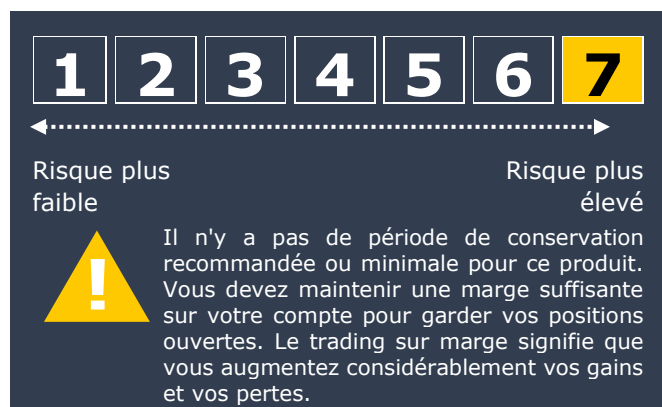 1 2 3 4 5 6 7
Risque plus faible
Risque plus élevé
!
Il n'y a pas de période de conservation
recommandée ou minimale pour ce produit.
Vous devez maintenir une marge suffisante
sur votre compte pour garder vos positions
ouvertes. Le trading sur marge signifie que
vous augmentez considérablement vos gains
et vos pertes.